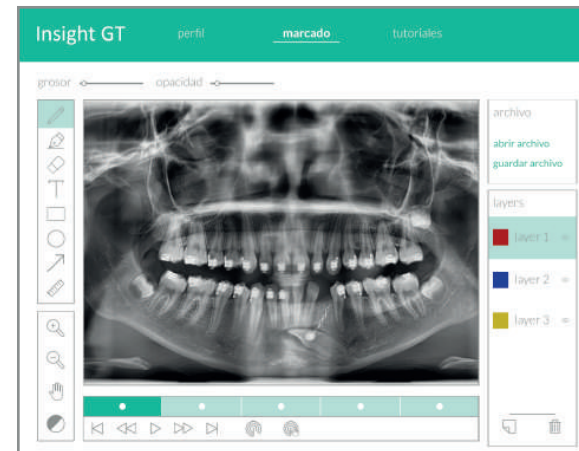 Insight GT
perfil
marcado
tutoriales
grosor
opacidad
archivo
abrir archivo
guardar archivo
layers
layer 1
layer 2
layer 3